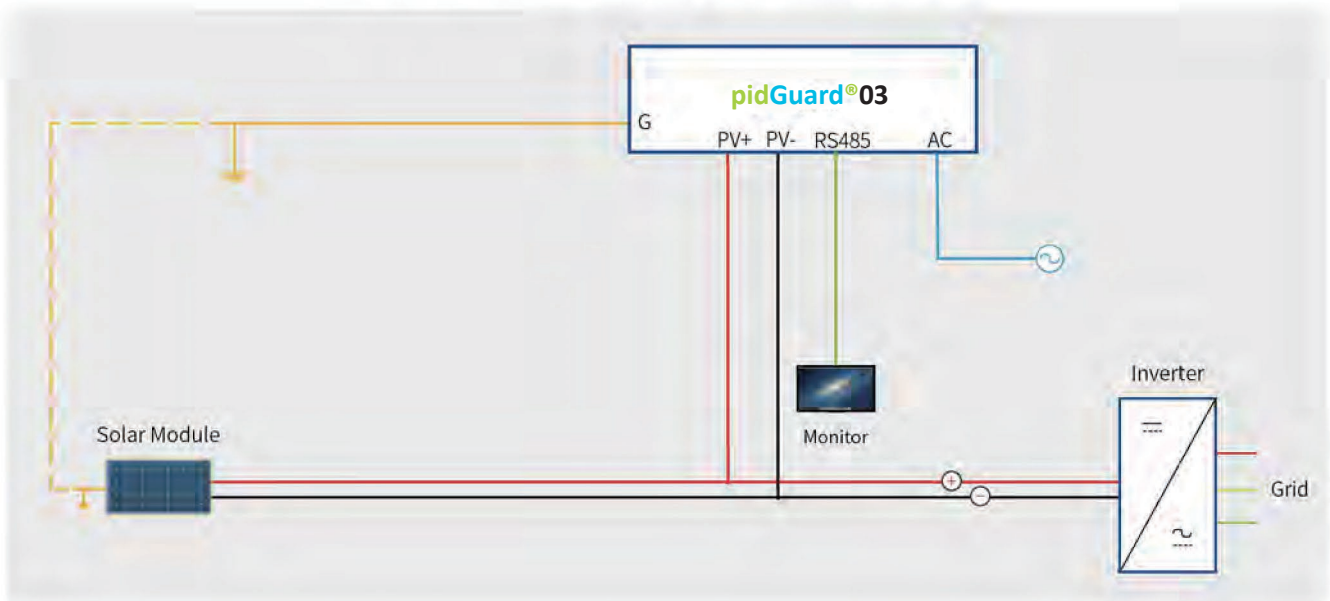 pidGuard®03
G
PV+ PV- RS485 AC
Inverter
Solar Module
Monitor
+
−
Grid